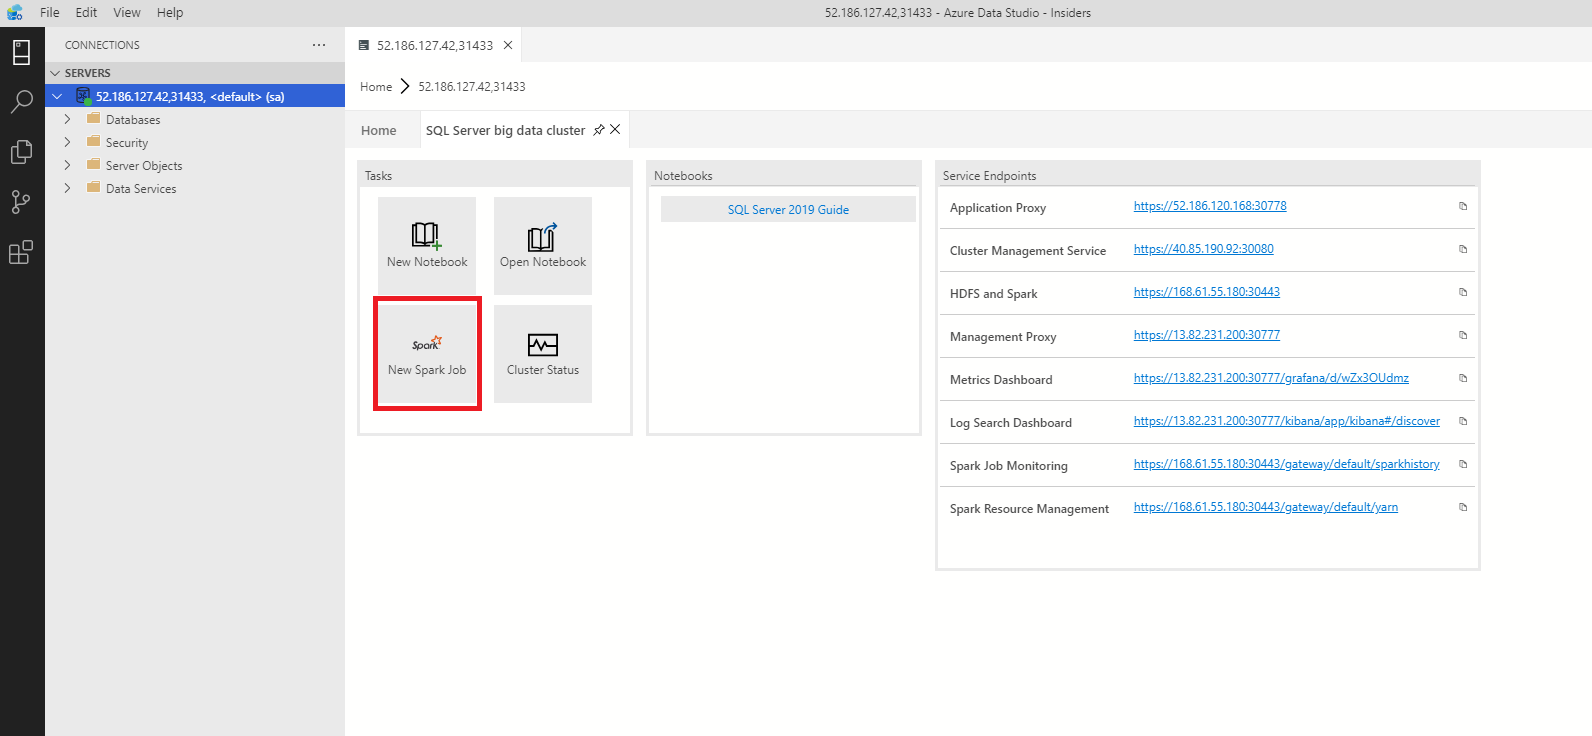 File Edit View Help
52.186.127.42,31433 - Azure Data Studio - Insiders
CONNECTIONS
SERVERS
52.186.127.42,31433, <default> (sa)
Databases
Security
Server Objects
Data Services
52.186.127.42,31433
Home 52.186.127.42,31433
Home SQL Server big data cluster
Tasks
New Notebook
Open Notebook
Spark
New Spark Job
Cluster Status
Notebooks
SQL Server 2019 Guide
Service Endpoints
Application Proxy https://52.186.120.168:30778
Cluster Management Service https://40.85.190.92:30080
HDFS and Spark https://168.61.55.180:30443
Management Proxy https://13.82.231.200:30777
Metrics Dashboard https://13.82.231.200:30777/grafana/d/wZx3OUdmz
Log Search Dashboard https://13.82.231.200:30777/kibana/app/kibana#/discover
Spark Job Monitoring https://168.61.55.180:30443/gateway/default/sparkhistory
Spark Resource Management https://168.61.55.180:30443/gateway/default/yarn